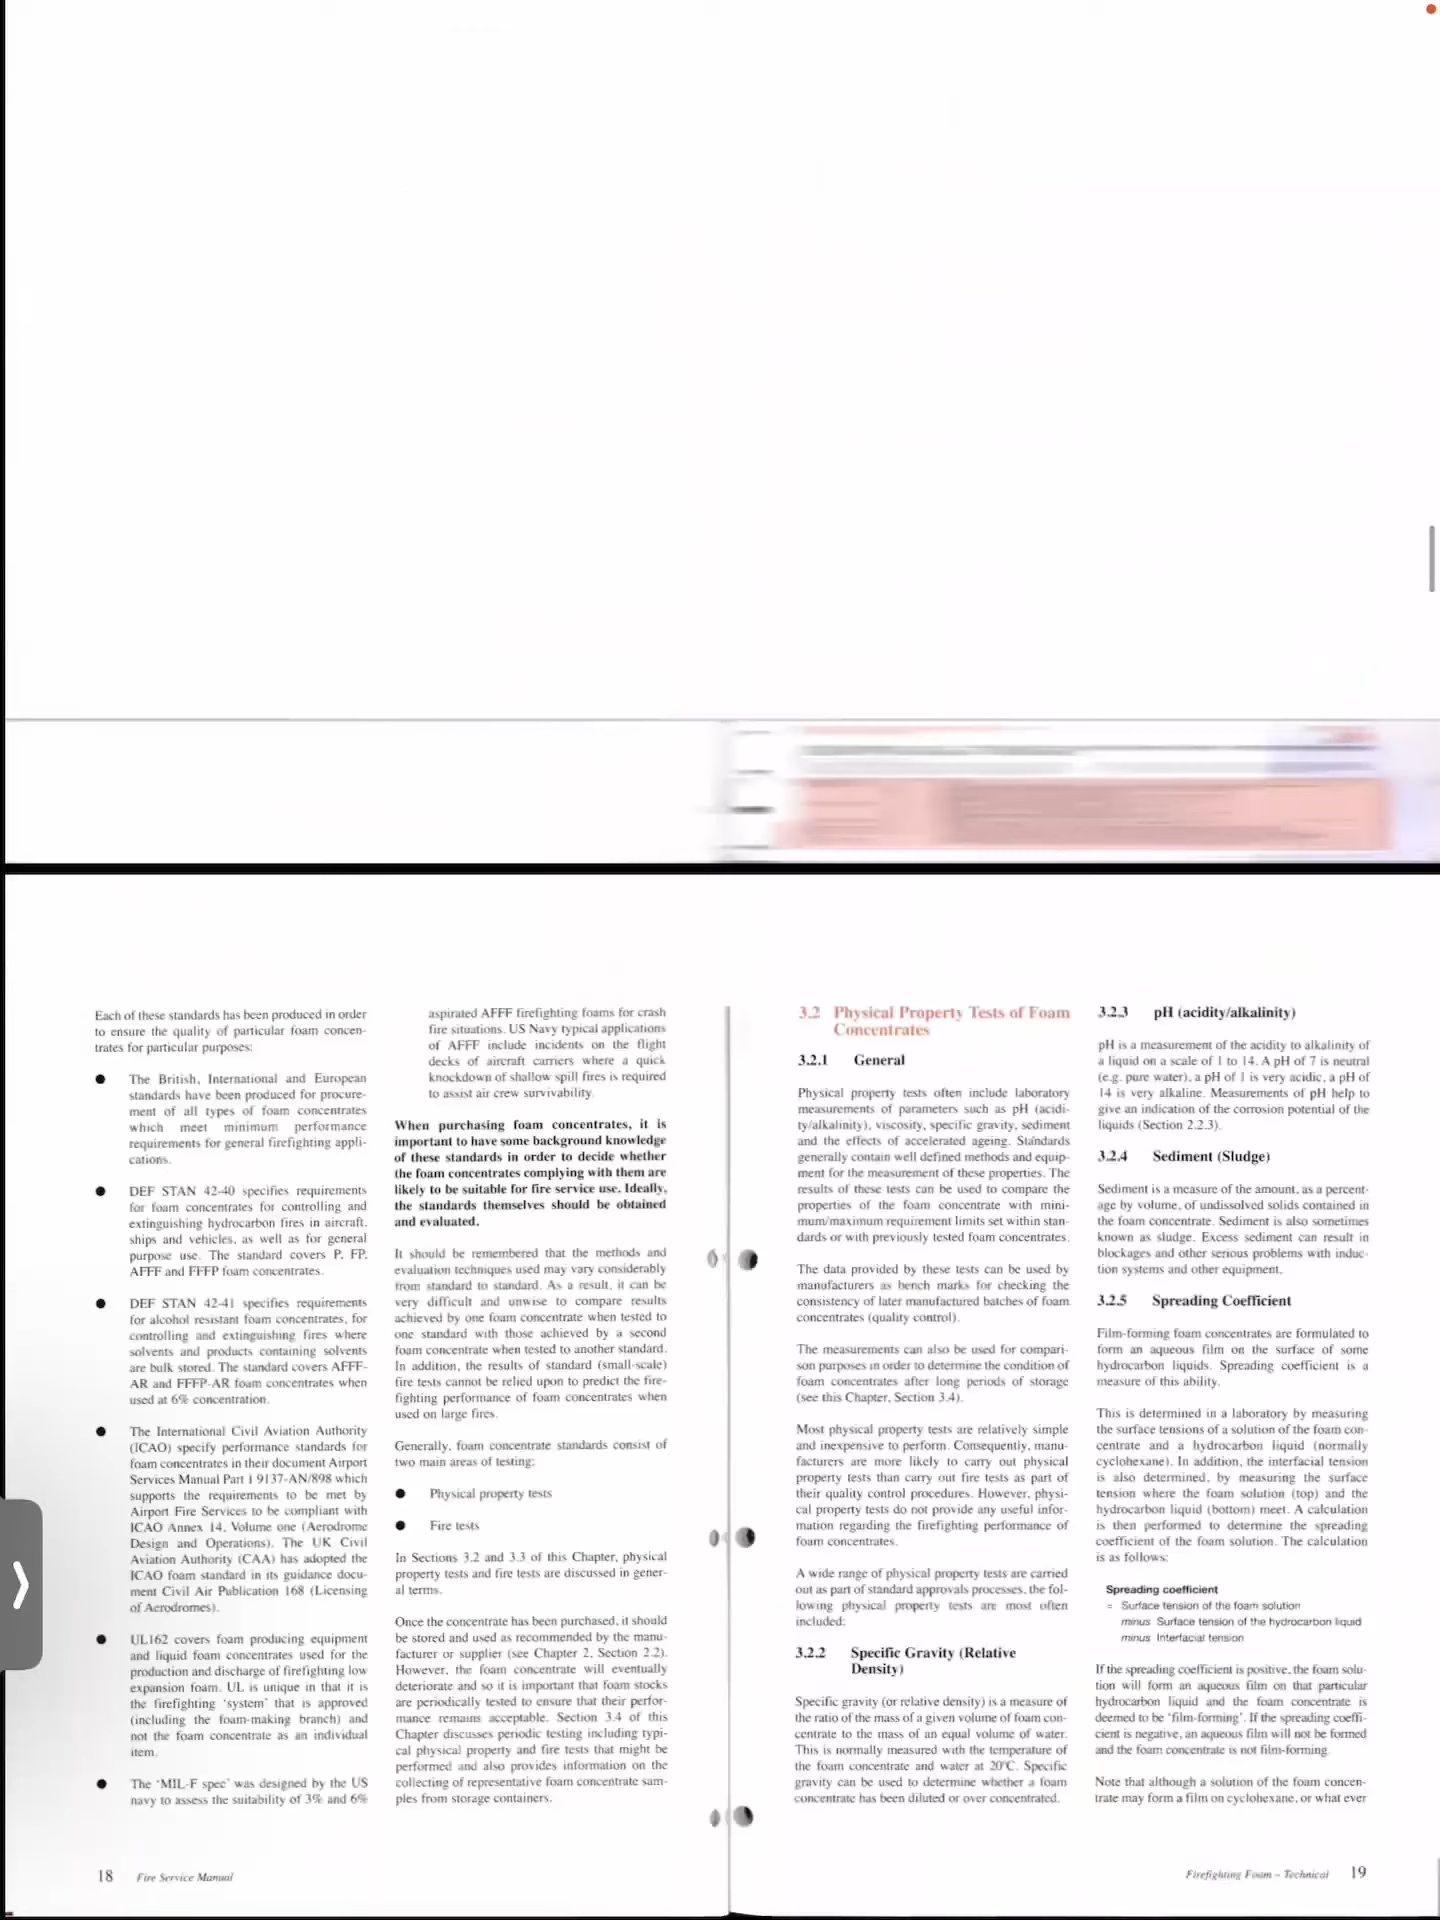 Each of these standards has been produced in order
to ensure the quality of particular foam concen-
trates for particular purposes:
● The British, International and European
standards have been produced for procure-
ment of all types of foam concentrates
which meet minimum performance
requirements for general firefighting appli-
cations.
● DEF STAN 42-40 specifies requirements
for foam concentrates for controlling and
extinguishing hydrocarbon fires in aircraft,
ships and vehicles, as well as for general
purpose use. The standard covers P, FP,
AFFF and FFFP foam concentrates.
● DEF STAN 42-41 specifies requirements
for alcohol resistant foam concentrates, for
controlling and extinguishing fires where
solvents and products containing solvents
are bulk stored. The standard covers AFFF-
AR and FFFP-AR foam concentrates when
used at 6% concentration.
● The International Civil Aviation Authority
(ICAO) specify performance standards for
foam concentrates in their document Airport
Services Manual Part 1 9137-AN/898 which
supports the requirements to be met by
Airport Fire Services to be compliant with
ICAO Annex 14, Volume one (Aerodrome
Design and Operations). The UK Civil
Aviation Authority (CAA) has adopted the
ICAO foam standard in its guidance docu-
ment Civil Air Publication 168 (Licensing
of Aerodromes).
● UL162 covers foam producing equipment
and liquid foam concentrates used for the
production and discharge of firefighting low
expansion foam. UL is unique in that it is
the firefighting 'system' that is approved
(including the foam-making branch) and
not the foam concentrate as an individual
item.
● The 'MIL-F spec' was designed by the US
navy to assess the suitability of 3% and 6%
aspirated AFFF firefighting foams for crash
fire situations. US Navy typical applications
of AFFF include incidents on the flight
decks of aircraft carriers where a quick
knockdown of shallow spill fires is required
to assist air crew survivability.
When purchasing foam concentrates, it is
important to have some background knowledge
of these standards in order to decide whether
the foam concentrates complying with them are
likely to be suitable for fire service use. Ideally,
the standards themselves should be obtained
and evaluated.
It should be remembered that the methods and
evaluation techniques used may vary considerably
from standard to standard. As a result, it can be
very difficult and unwise to compare results
achieved by one foam concentrate when tested to
one standard with those achieved by a second
foam concentrate when tested to another standard.
In addition, the results of standard (small-scale)
fire tests cannot be relied upon to predict the fire-
fighting performance of foam concentrates when
used on large fires.
Generally, foam concentrate standards consist of
two main areas of testing:
● Physical property tests
● Fire tests
In Sections 3.2 and 3.3 of this Chapter, physical
property tests and fire tests are discussed in gener-
al terms.
Once the concentrate has been purchased, it should
be stored and used as recommended by the manu-
facturer or supplier (see Chapter 2, Section 2.2).
However, the foam concentrate will eventually
deteriorate and so it is important that foam stocks
are periodically tested to ensure that their perfor-
mance remains acceptable. Section 3.4 of this
Chapter discusses periodic testing including typi-
cal physical property and fire tests that might be
performed and also provides information on the
collecting of representative foam concentrate sam-
ples from storage containers.
18 Fire Service Manual
3.2 Physical Property Tests of Foam
Concentrates
3.2.1 General
Physical property tests often include laboratory
measurements of parameters such as pH (acidi-
ty/alkalinity), viscosity, specific gravity, sediment
and the effects of accelerated ageing. Standards
generally contain well defined methods and equip-
ment for the measurement of these properties. The
results of these tests can be used to compare the
properties of the foam concentrate with mini-
mum/maximum requirement limits set within stan-
dards or with previously tested foam concentrates.
The data provided by these tests can be used by
manufacturers as bench marks for checking the
consistency of later manufactured batches of foam
concentrates (quality control).
The measurements can also be used for compari-
son purposes in order to determine the condition of
foam concentrates after long periods of storage
(see this Chapter, Section 3.4).
Most physical property tests are relatively simple
and inexpensive to perform. Consequently, manu-
facturers are more likely to carry out physical
property tests than carry out fire tests as part of
their quality control procedures. However, physi-
cal property tests do not provide any useful infor-
mation regarding the firefighting performance of
foam concentrates.
A wide range of physical property tests are carried
out as part of standard approvals processes, the fol-
lowing physical property tests are most often
included:
3.2.2 Specific Gravity (Relative
Density)
Specific gravity (or relative density) is a measure of
the ratio of the mass of a given volume of foam con-
centrate to the mass of an equal volume of water.
This is normally measured with the temperature of
the foam concentrate and water at 20°C. Specific
gravity can be used to determine whether a foam
concentrate has been diluted or over concentrated.
3.2.3 pH (acidity/alkalinity)
pH is a measurement of the acidity to alkalinity of
a liquid on a scale of 1 to 14. A pH of 7 is neutral
(e.g. pure water), a pH of 1 is very acidic, a pH of
14 is very alkaline. Measurements of pH help to
give an indication of the corrosion potential of the
liquids (Section 2.2.3).
3.2.4 Sediment (Sludge)
Sediment is a measure of the amount, as a percent-
age by volume, of undissolved solids contained in
the foam concentrate. Sediment is also sometimes
known as sludge. Excess sediment can result in
blockages and other serious problems with induc-
tion systems and other equipment.
3.2.5 Spreading Coefficient
Film-forming foam concentrates are formulated to
form an aqueous film on the surface of some
hydrocarbon liquids. Spreading coefficient is a
measure of this ability.
This is determined in a laboratory by measuring
the surface tensions of a solution of the foam con-
centrate and a hydrocarbon liquid (normally
cyclohexane). In addition, the interfacial tension
is also determined, by measuring the surface
tension where the foam solution (top) and the
hydrocarbon liquid (bottom) meet. A calculation
is then performed to determine the spreading
coefficient of the foam solution. The calculation
is as follows:
Spreading coefficient
= Surface tension of the foam solution
minus Surface tension of the hydrocarbon liquid
minus Interfacial tension
If the spreading coefficient is positive, the foam solu-
tion will form an aqueous film on that particular
hydrocarbon liquid and the foam concentrate is
deemed to be 'film-forming'. If the spreading coeffi-
cient is negative, an aqueous film will not be formed
and the foam concentrate is not film-forming.
Note that although a solution of the foam concen-
trate may form a film on cyclohexane, or what ever
Firefighting Foam – Technical 19